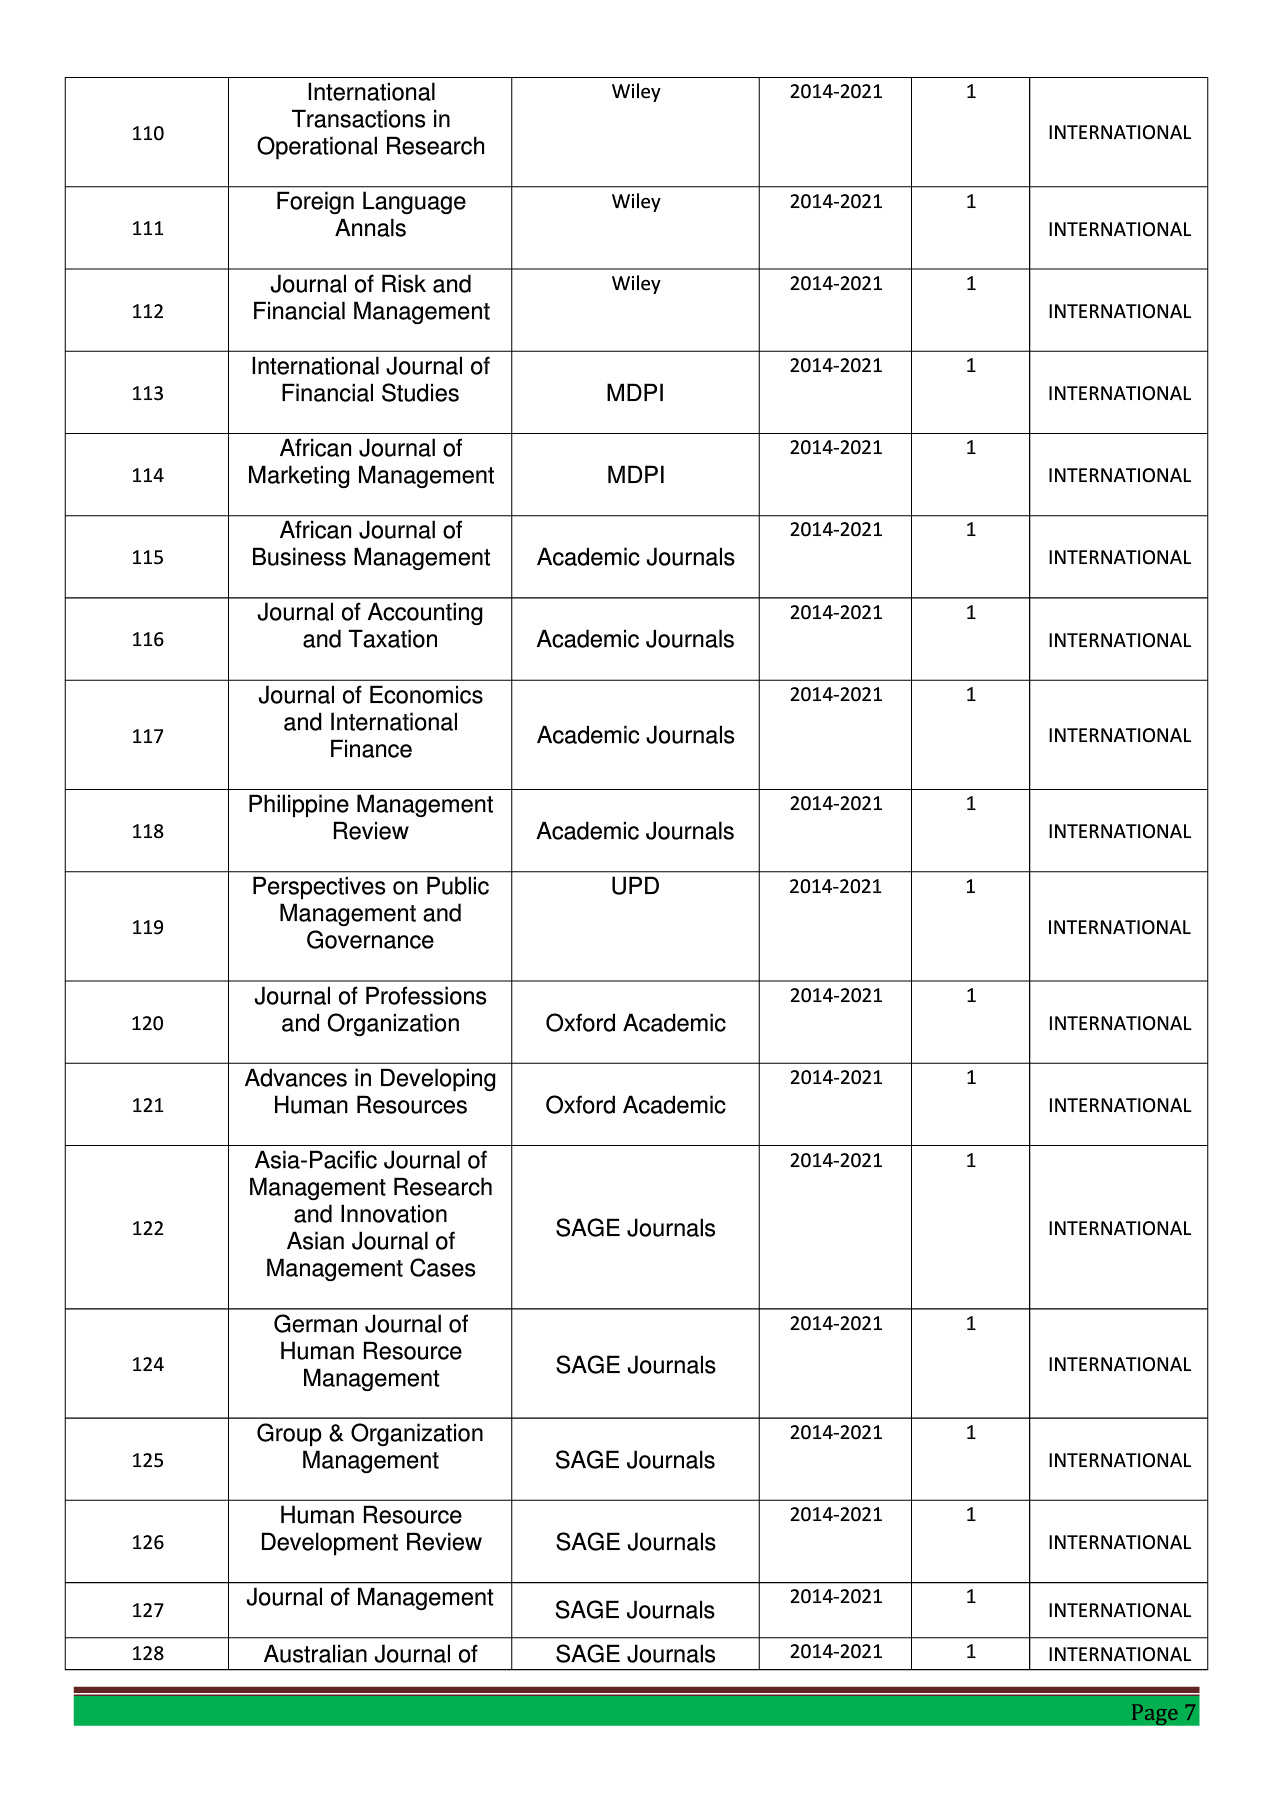 110
International
Transactions in
Operational Research
Wiley
2014-2021
1
INTERNATIONAL
111
Foreign Language
Annals
Wiley
2014-2021
1
INTERNATIONAL
112
Journal of Risk and
Financial Management
Wiley
2014-2021
1
INTERNATIONAL
113
International Journal of
Financial Studies
MDPI
2014-2021
1
INTERNATIONAL
114
African Journal of
Marketing Management
MDPI
2014-2021
1
INTERNATIONAL
115
African Journal of
Business Management
Academic Journals
2014-2021
1
INTERNATIONAL
116
Journal of Accounting
and Taxation
Academic Journals
2014-2021
1
INTERNATIONAL
117
Journal of Economics
and International
Finance
Academic Journals
2014-2021
1
INTERNATIONAL
118
Philippine Management
Review
Academic Journals
2014-2021
1
INTERNATIONAL
119
Perspectives on Public
Management and
Governance
UPD
2014-2021
1
INTERNATIONAL
120
Journal of Professions
and Organization
Oxford Academic
2014-2021
1
INTERNATIONAL
121
Advances in Developing
Human Resources
Oxford Academic
2014-2021
1
INTERNATIONAL
122
Asia-Pacific Journal of
Management Research
and Innovation
Asian Journal of
Management Cases
SAGE Journals
2014-2021
1
INTERNATIONAL
124
German Journal of
Human Resource
Management
SAGE Journals
2014-2021
1
INTERNATIONAL
125
Group & Organization
Management
SAGE Journals
2014-2021
1
INTERNATIONAL
126
Human Resource
Development Review
SAGE Journals
2014-2021
1
INTERNATIONAL
127
Journal of Management
SAGE Journals
2014-2021
1
INTERNATIONAL
128
Australian Journal of
SAGE Journals
2014-2021
1
INTERNATIONAL
Page 7